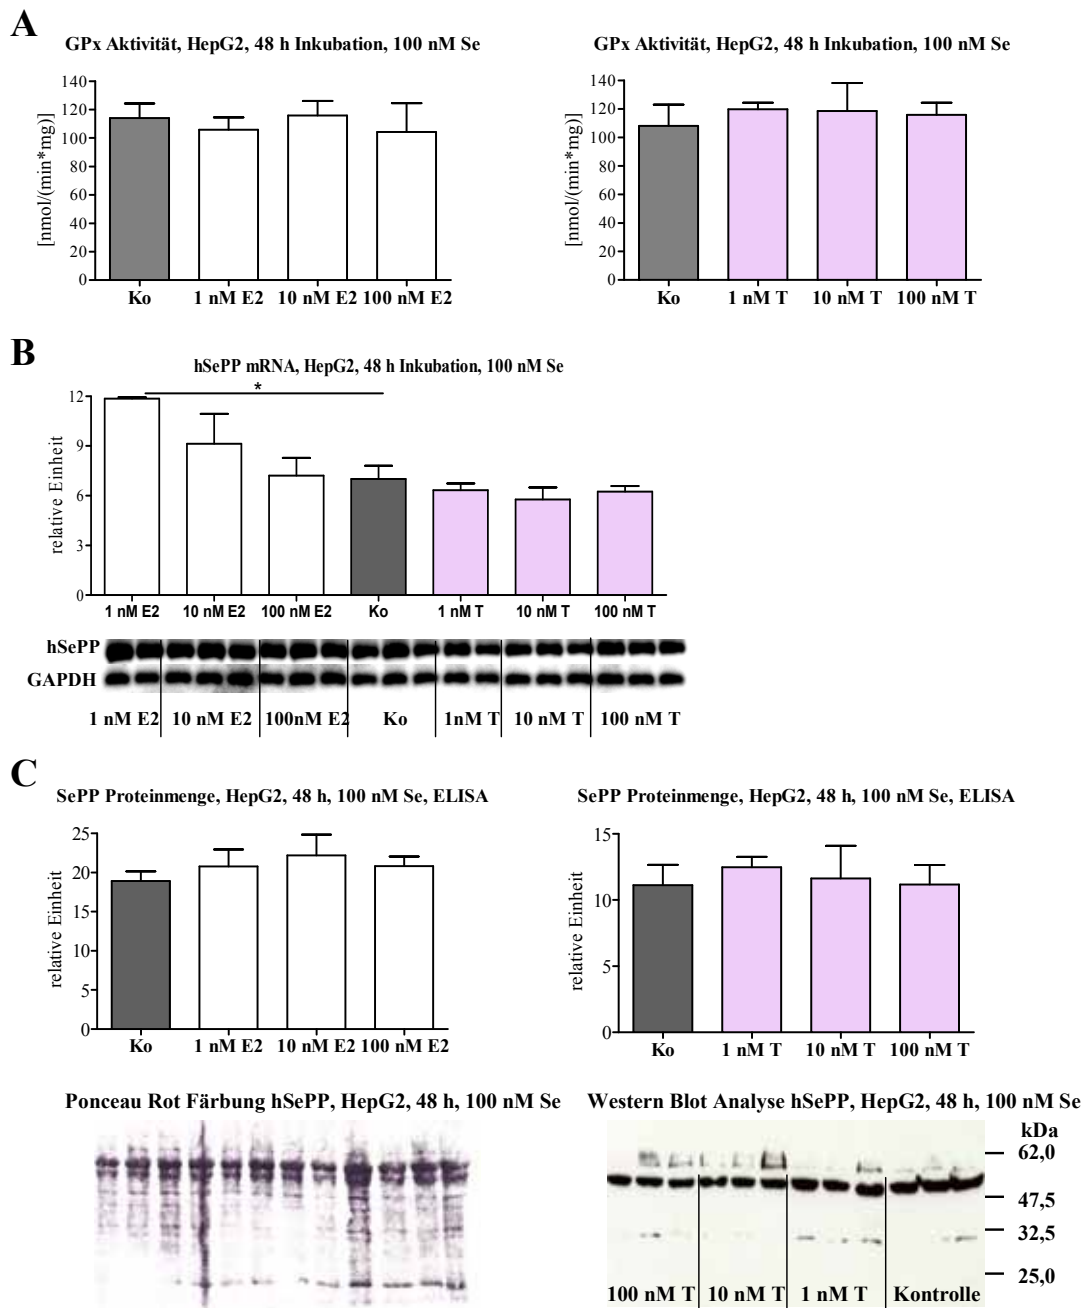 A
GPx Aktivität, HepG2, 48 h Inkubation, 100 nM Se
[nmol/(min*mg)]
140
120
100
80
60
40
20
0
Ko 1 nM E2 10 nM E2 100 nM E2
GPx Aktivität, HepG2, 48 h Inkubation, 100 nM Se
[nmol/(min*mg)]
140
120
100
80
60
40
20
0
Ko 1 nM T 10 nM T 100 nM T
B
hSePP mRNA, HepG2, 48 h Inkubation, 100 nM Se
*
relative Einheit
12
9
6
3
0
1 nM E2 10 nM E2 100 nM E2 Ko 1 nM T 10 nM T 100 nM T
hSePP
GAPDH
1 nM E2 10 nM E2 100nM E2 Ko 1nM T 10 nM T 100 nM T
C
SePP Proteinmenge, HepG2, 48 h, 100 nM Se, ELISA
relative Einheit
25
20
15
10
5
0
Ko 1 nM E2 10 nM E2 100 nM E2
SePP Proteinmenge, HepG2, 48 h, 100 nM Se, ELISA
relative Einheit
15
10
5
0
Ko 1 nM T 10 nM T 100 nM T
Ponceau Rot Färbung hSePP, HepG2, 48 h, 100 nM Se
Western Blot Analyse hSePP, HepG2, 48 h, 100 nM Se
kDa
62,0
47,5
32,5
25,0
100 nM T 10 nM T 1 nM T Kontrolle